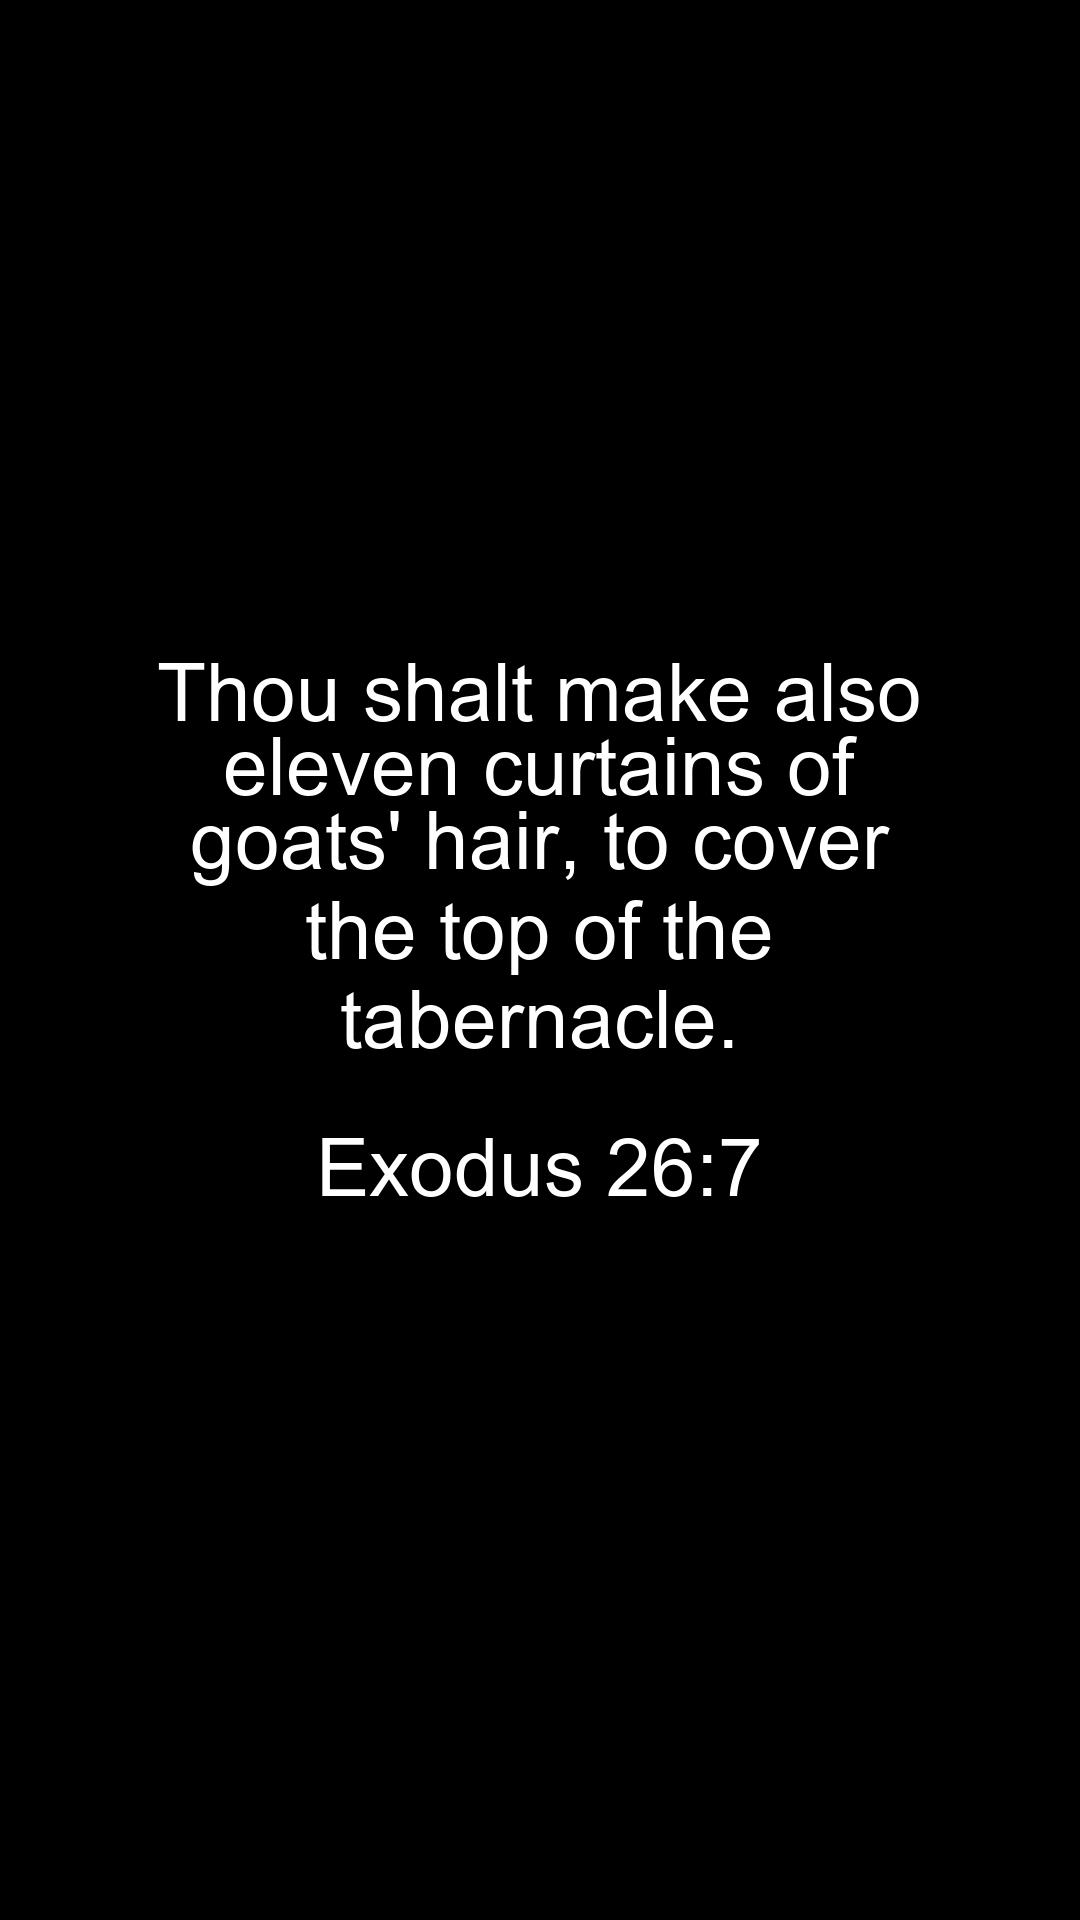 Thou shalt make also
eleven curtains of
goats' hair, to cover
the top of the
tabernacle.
Exodus 26:7